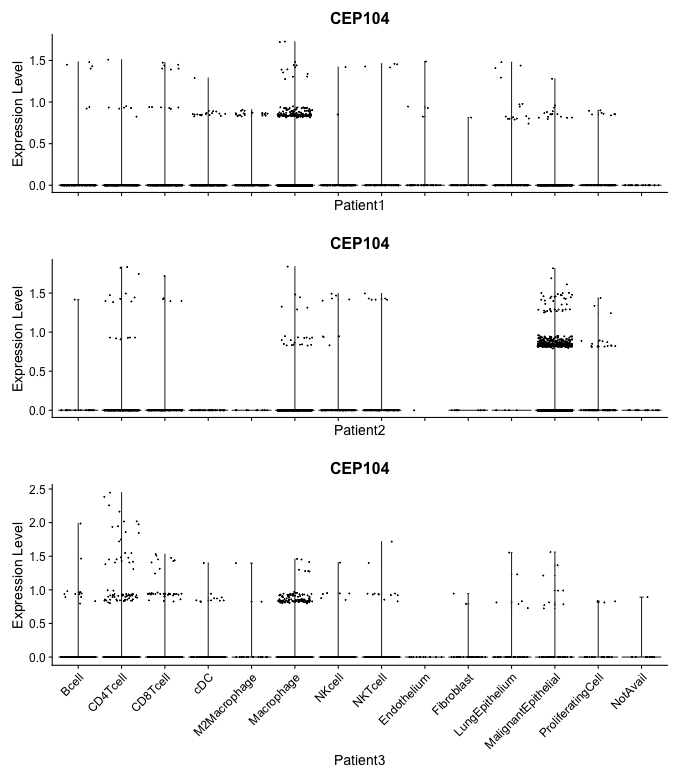 CEP104
Expression Level
1.5
1.0
0.5
0.0
Patient1
CEP104
Expression Level
1.5
1.0
0.5
0.0
Patient2
CEP104
Expression Level
2.5
2.0
1.5
1.0
0.5
0.0
Bcell
CD4Tcell
CD8Tcell
cDC
M2Macrophage
Macrophage
NKcell
NKTcell
Endothelium
Fibroblast
LungEpithelium
MalignantEpithelial
ProliferatingCell
NotAvail
Patient3